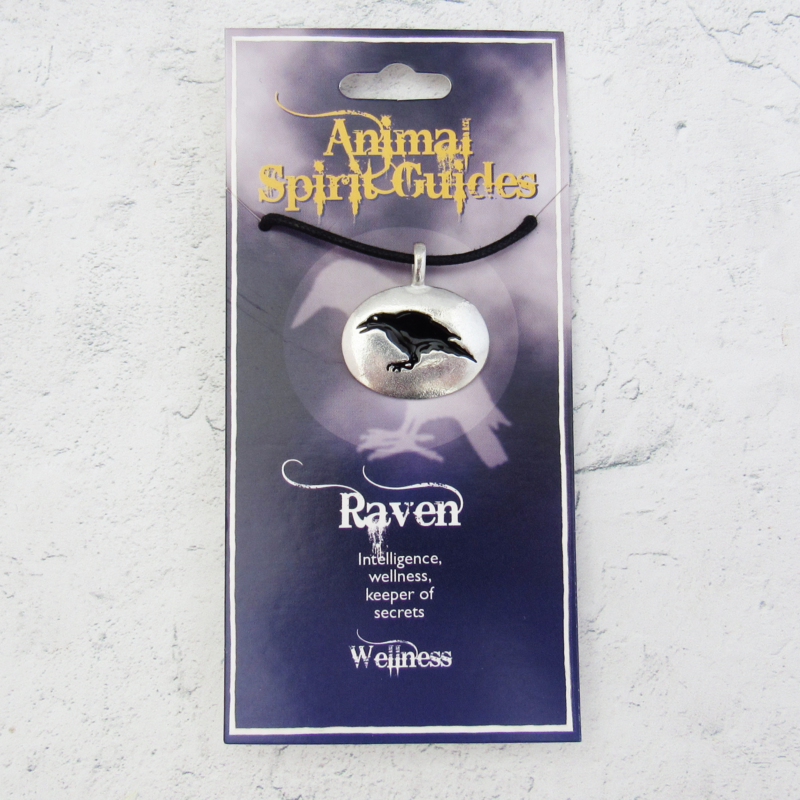 Animal
Spirit Guides
Raven
Intelligence,
wellness,
keeper of
secrets
Wellness